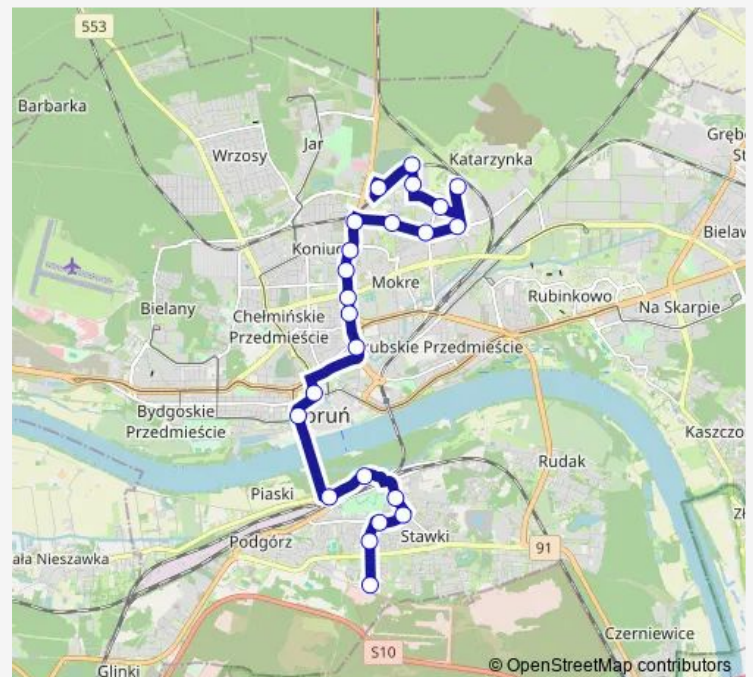 553
Barbarka
Wrzosy
Jar
Katarzynka
Gręb
St
Koniuc
Bielaw
Mokre
Bielany
Rubinkowo
Na Skarpie
Chełmińskie
Przedmieście
rubskie Przedmieście
Bydgoskie
Przedmieście
oruń
Kaszczo
Rudak
Piaski
Podgórz
Stawki
ała Nieszawka
91
Czerniewice
S10
Glinki
© OpenStreetMap contributors